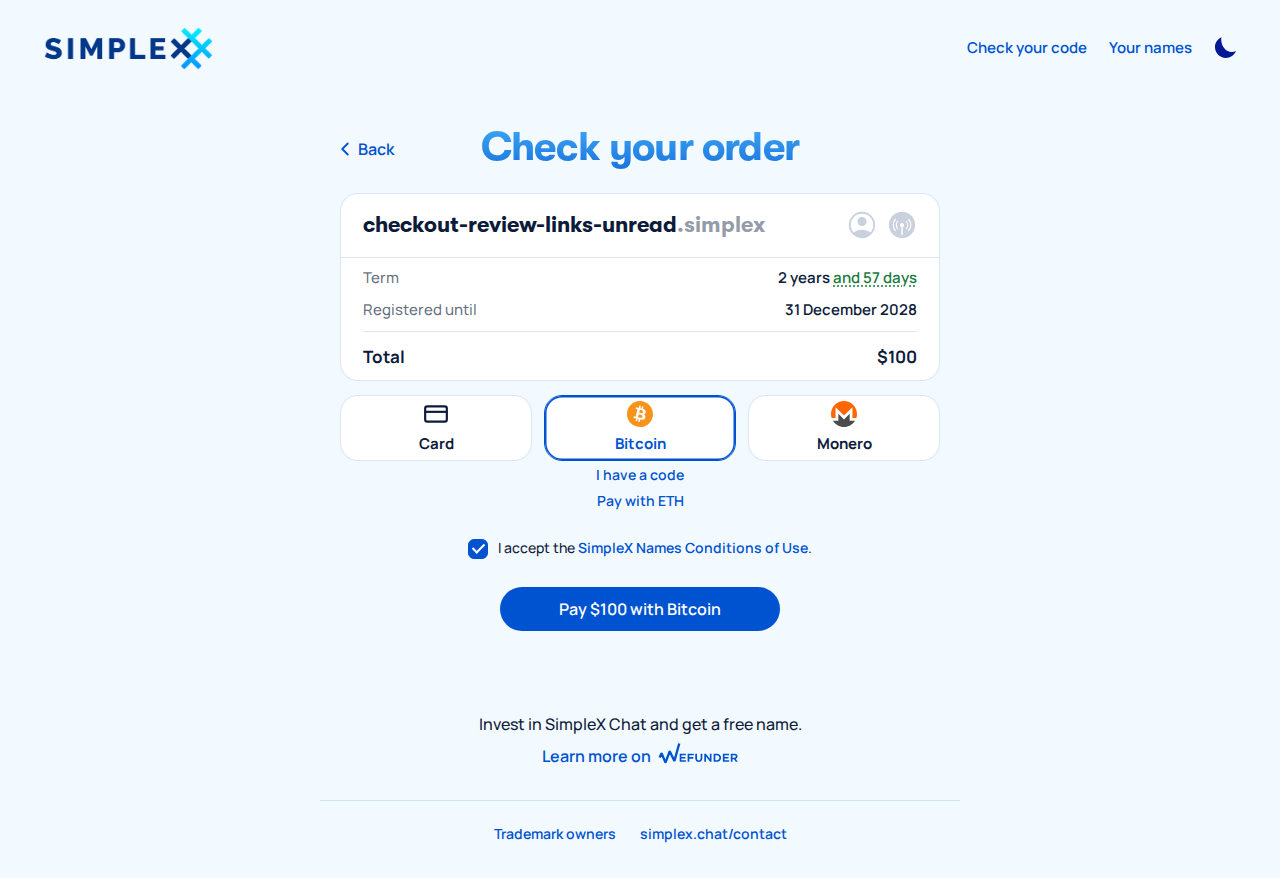 SIMPLEX
Check your code
Your names
Back
Check your order
checkout-review-links-unread.simplex
Term
2 years and 57 days
Registered until
31 December 2028
Total
$100
Card
Bitcoin
Monero
I have a code
Pay with ETH
I accept the SimpleX Names Conditions of Use.
Pay $100 with Bitcoin
Invest in SimpleX Chat and get a free name.
Learn more on WEFUNDER
Trademark owners
simplex.chat/contact